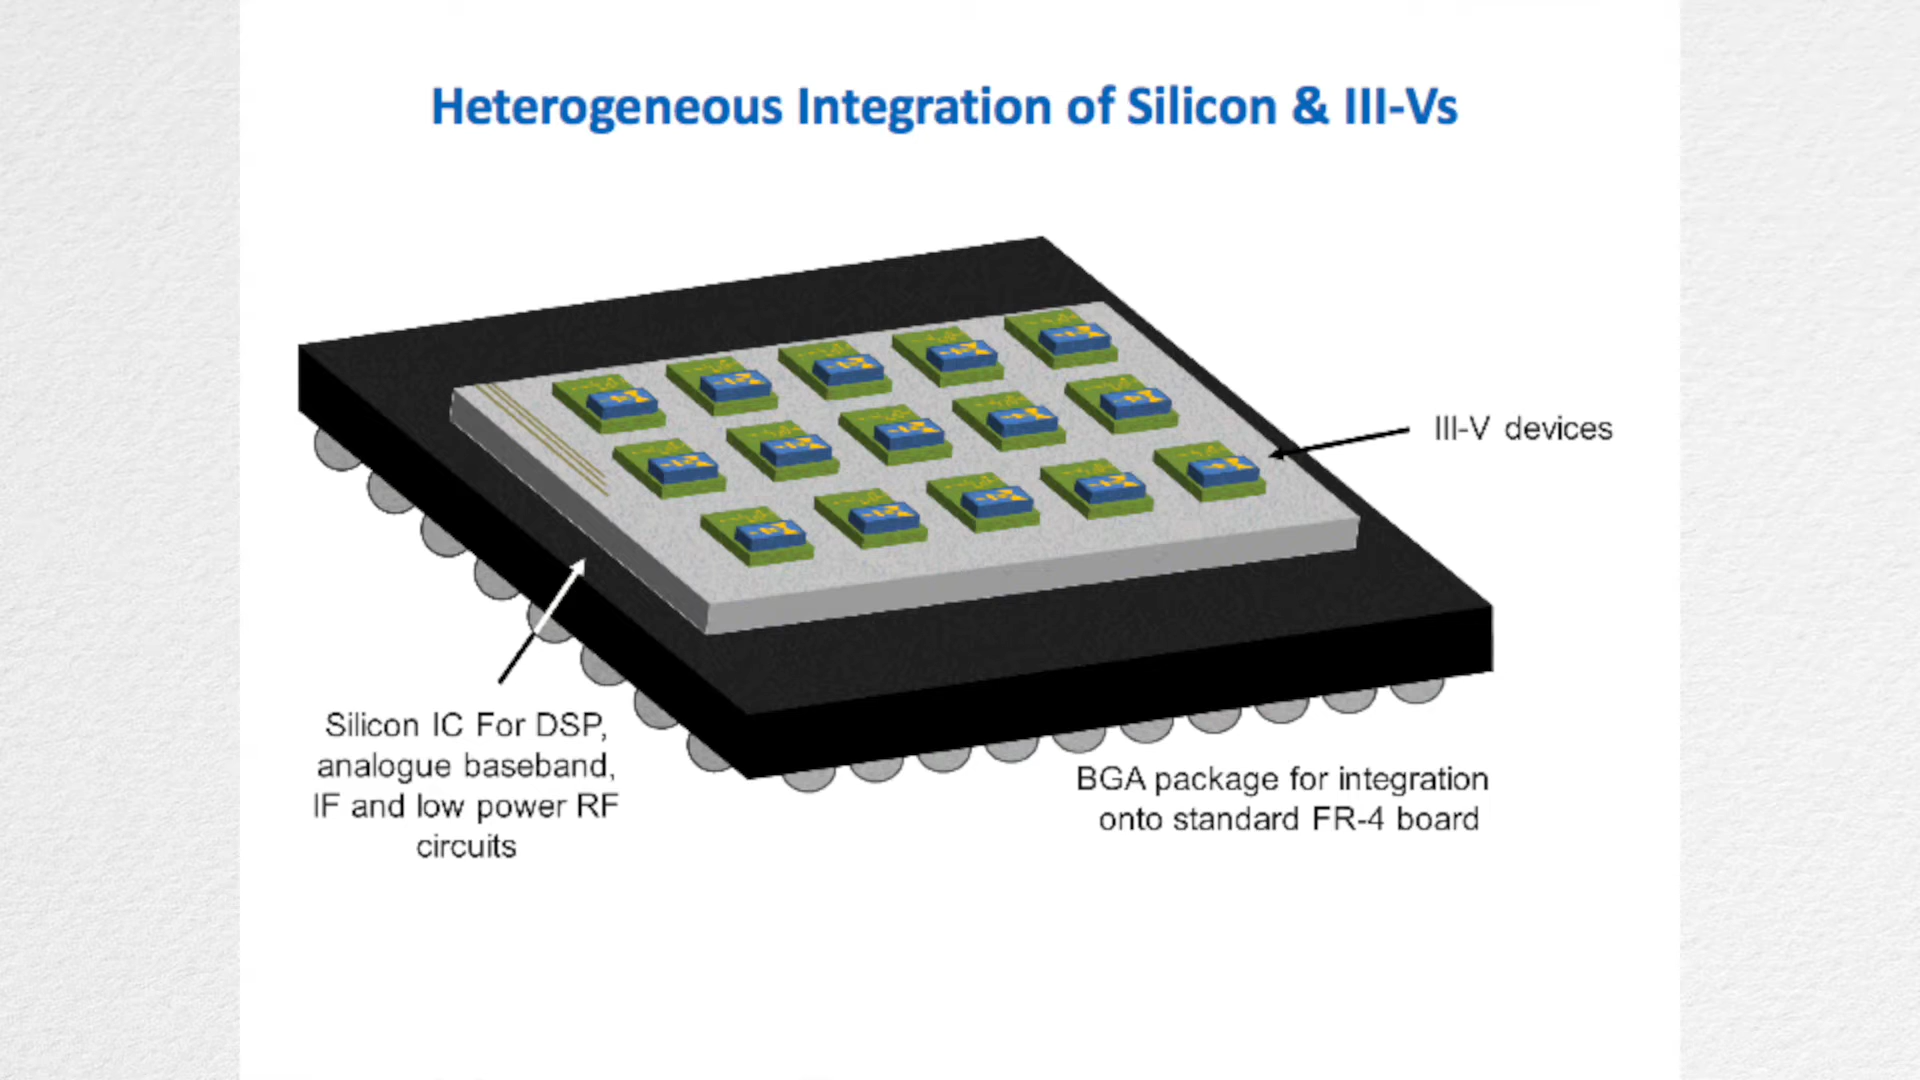 Heterogeneous Integration of Silicon & III-Vs
III-V devices
Silicon IC For DSP,
analogue baseband,
IF and low power RF
circuits
BGA package for integration
onto standard FR-4 board